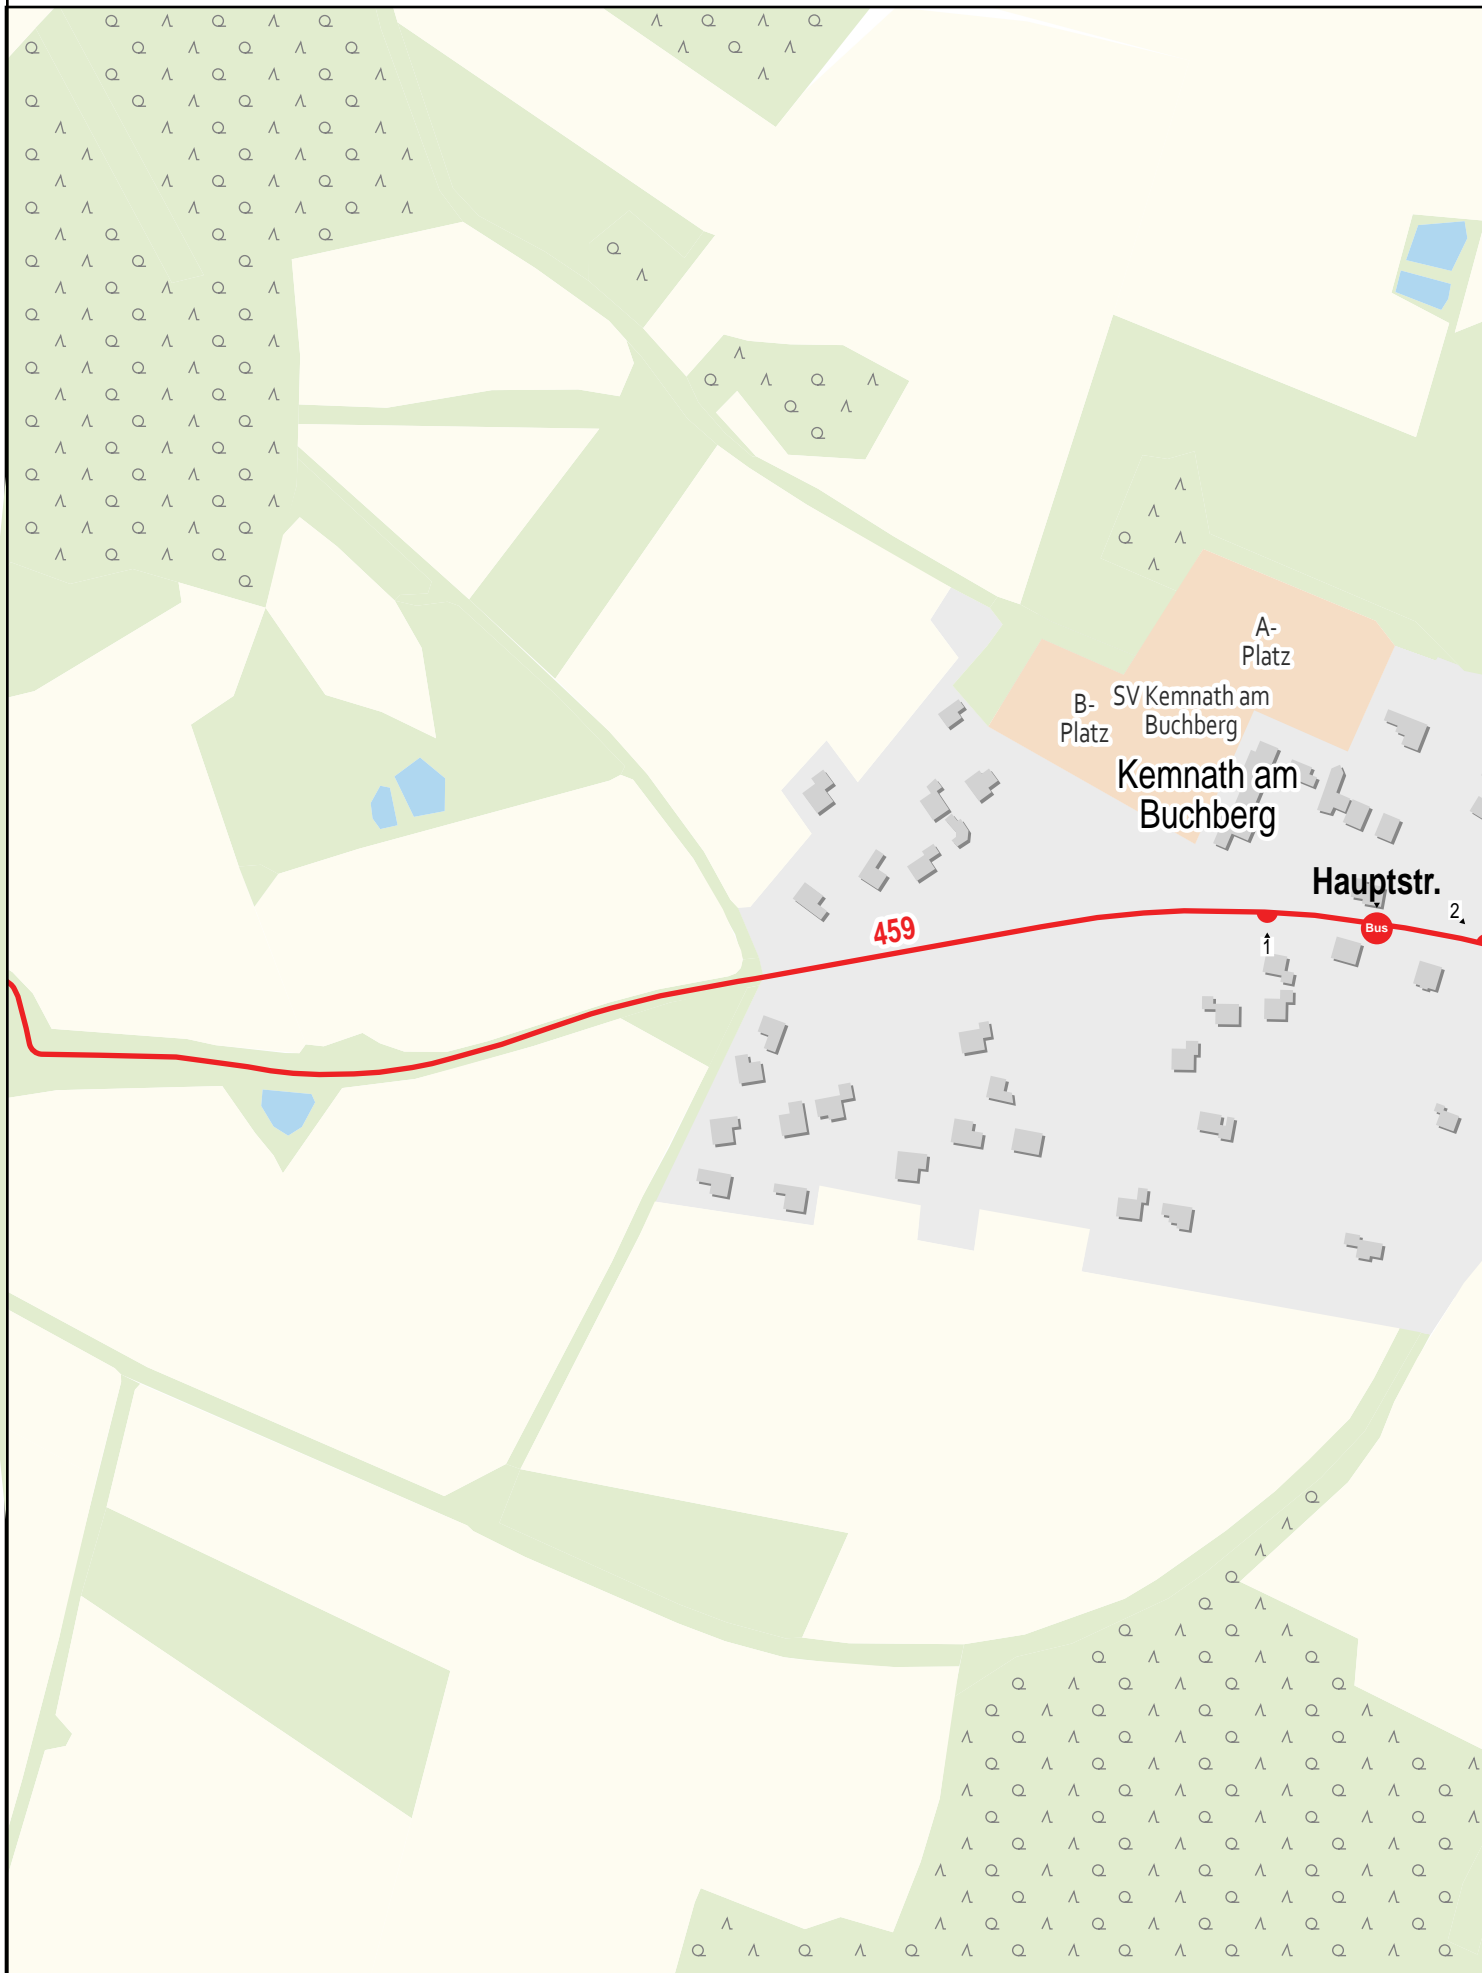 A-
Platz
B-
Platz
SV Kemnath am
Buchberg
Kemnath am
Buchberg
Hauptstr.
2
459
Bus
1